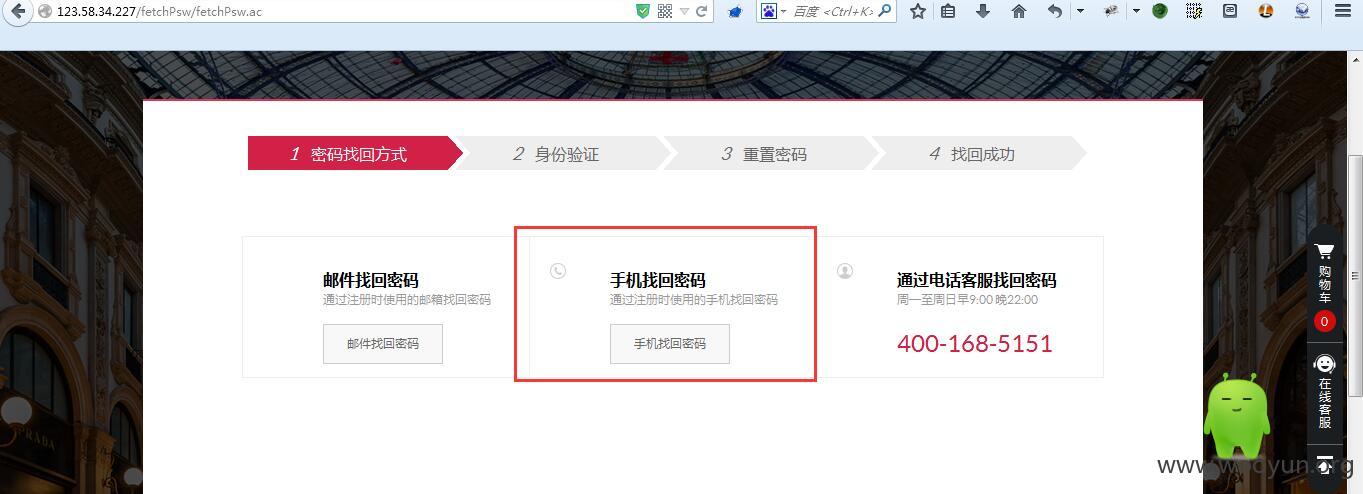 123.58.34.227/fetchPsw/fetchPsw.ac
百度 <Ctrl+K>
1 密码找回方式
2 身份验证
3 重置密码
4 找回成功
邮件找回密码
通过注册时使用的邮箱找回密码
邮件找回密码
手机找回密码
通过注册时使用的手机找回密码
手机找回密码
通过电话客服找回密码
周一至周日早9:00 晚22:00
400-168-5151
购物车
0
在线客服
PRADA
www.wooyun.org